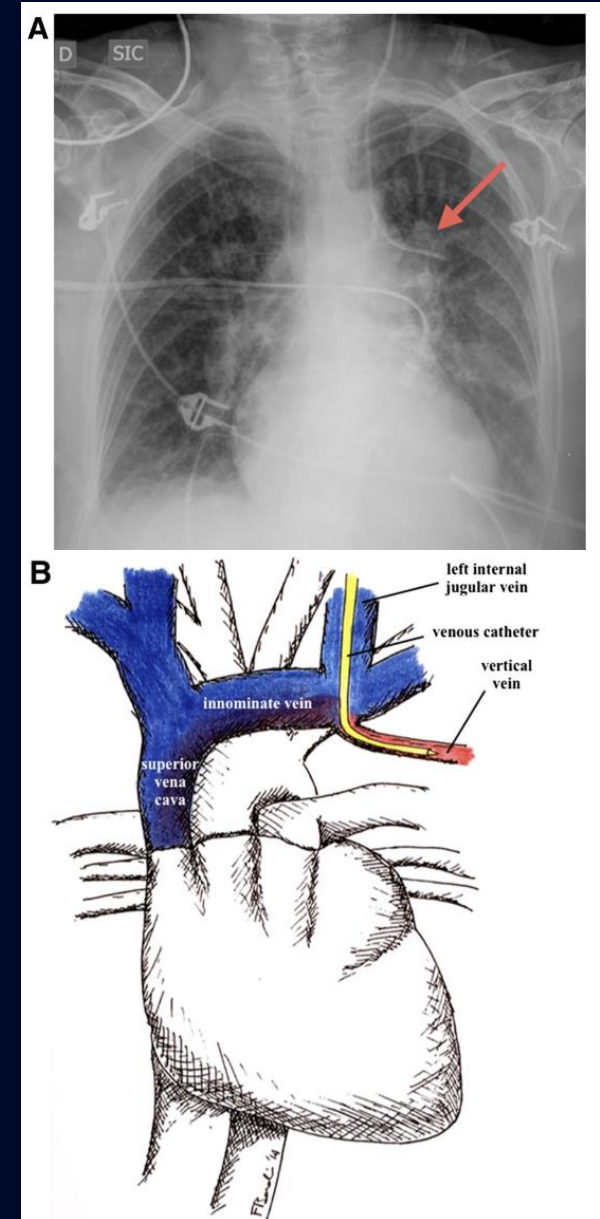 A
D
SIC
B
left internal
jugular vein
venous catheter
vertical
vein
innominate vein
superior
vena
cava